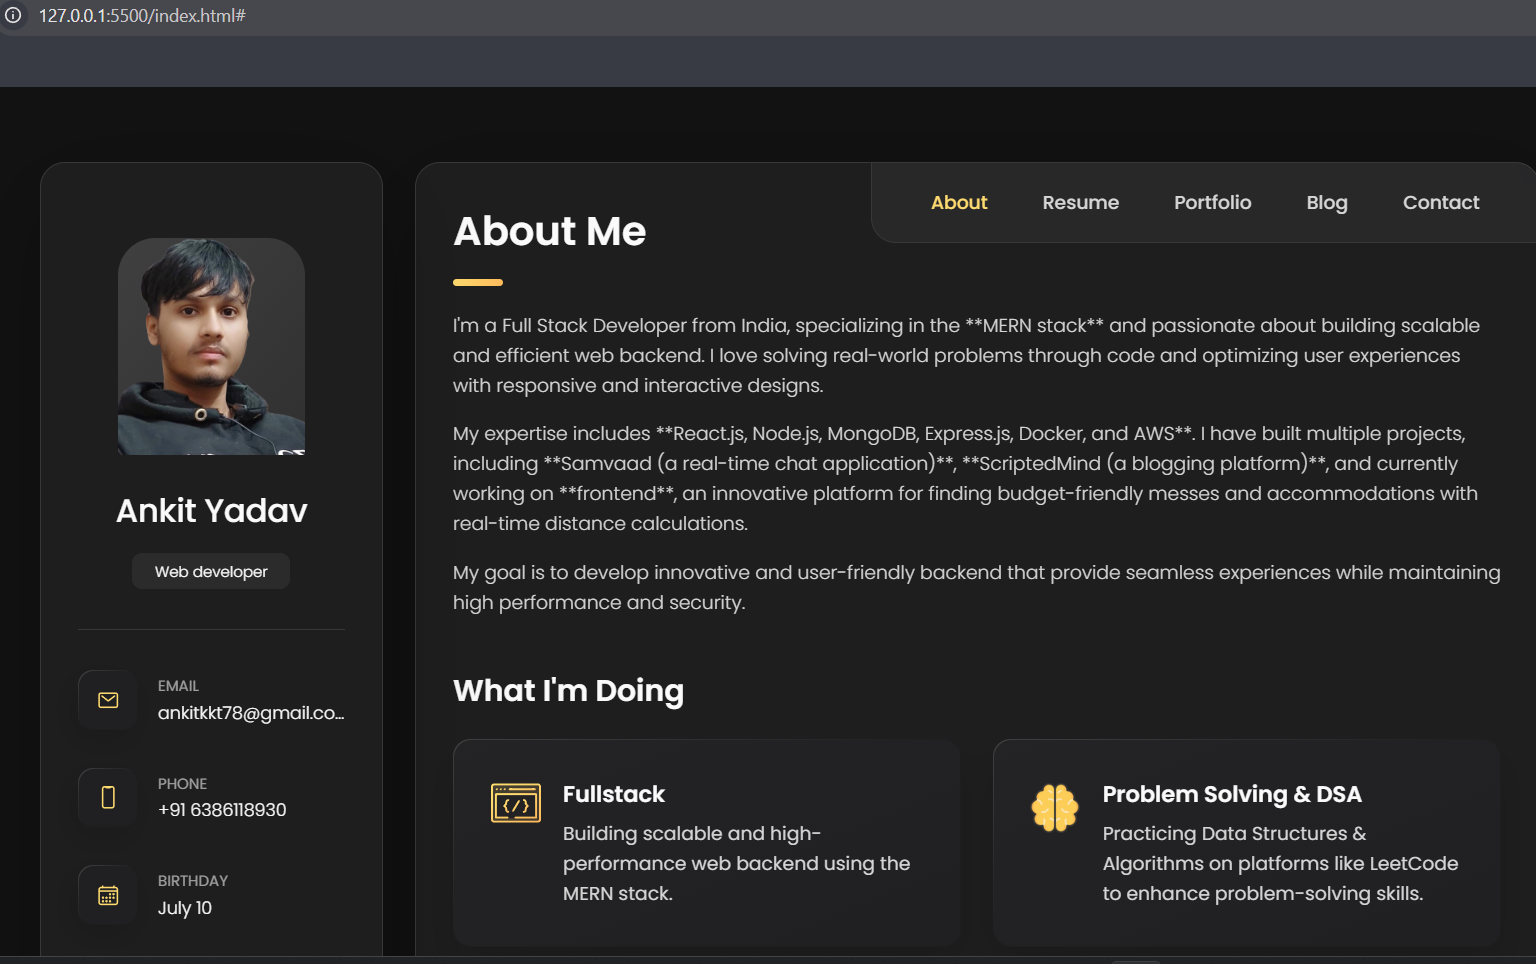 127.0.0.1:5500/index.html#
About
Resume
Portfolio
Blog
Contact
Ankit Yadav
Web developer
EMAIL
ankitkkt78@gmail.co...
PHONE
+91 6386118930
BIRTHDAY
July 10
About Me
I'm a Full Stack Developer from India, specializing in the **MERN stack** and passionate about building scalable
and efficient web backend. I love solving real-world problems through code and optimizing user experiences
with responsive and interactive designs.
My expertise includes **React.js, Node.js, MongoDB, Express.js, Docker, and AWS**. I have built multiple projects,
including **Samvaad (a real-time chat application)**, **ScriptedMind (a blogging platform)**, and currently
working on **frontend**, an innovative platform for finding budget-friendly messes and accommodations with
real-time distance calculations.
My goal is to develop innovative and user-friendly backend that provide seamless experiences while maintaining
high performance and security.
What I'm Doing
Fullstack
Building scalable and high-
performance web backend using the
MERN stack.
Problem Solving & DSA
Practicing Data Structures &
Algorithms on platforms like LeetCode
to enhance problem-solving skills.